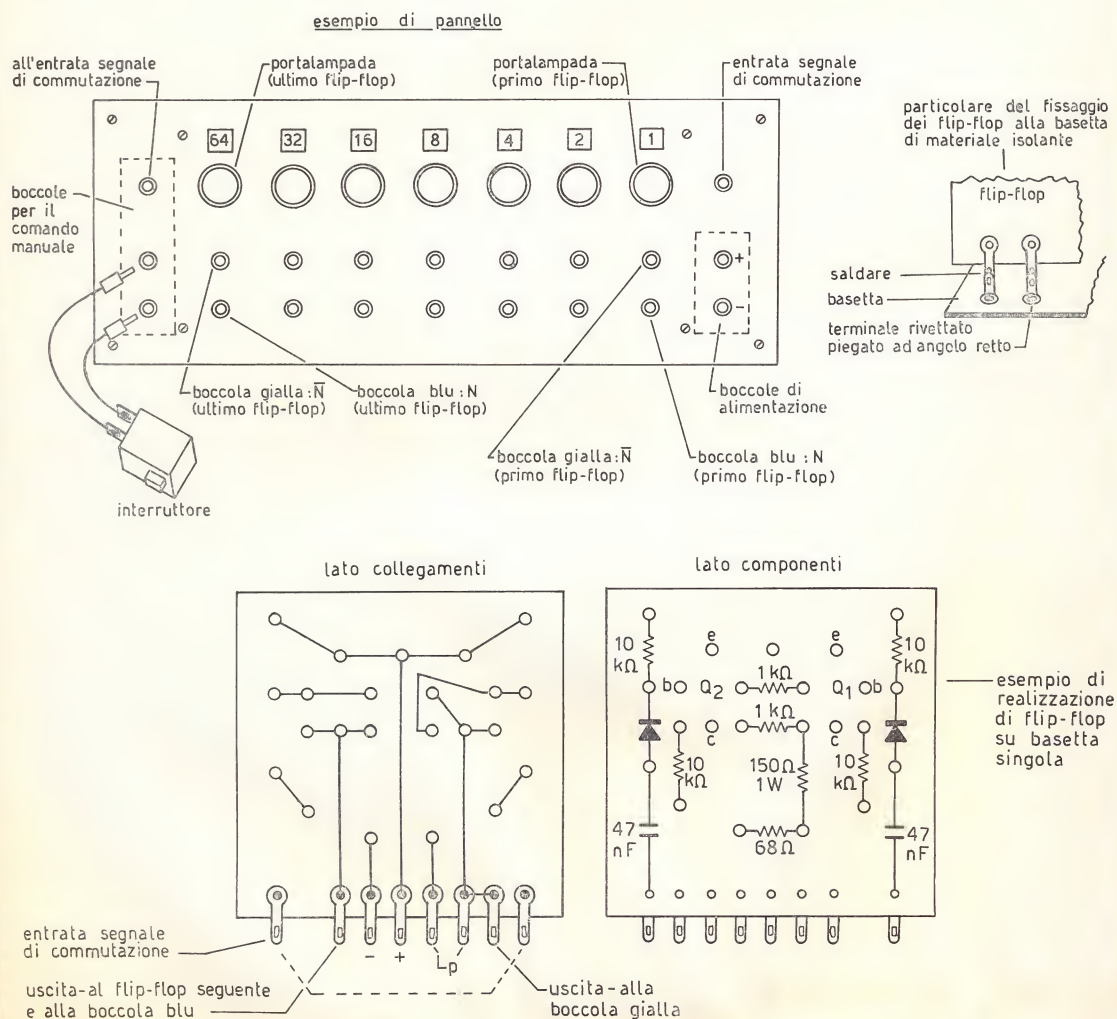 esempio di pannello
all'entrata segnale
di commutazione
portalampada
(ultimo flip-flop)
portalampada
(primo flip-flop)
entrata segnale
di commutazione
64
32
16
8
4
2
1
boccole
per il
comando
manuale
+
-
boccola gialla: N̅
(ultimo flip-flop)
boccola blu: N
(ultimo flip-flop)
boccola gialla: N̅
(primo flip-flop)
boccola blu: N
(primo flip-flop)
boccole di
alimentazione
interruttore
particolare del fissaggio
dei flip-flop alla basetta
di materiale isolante
flip-flop
saldare
basetta
terminale rivettato
piegato ad angolo retto
lato collegamenti
- +
Lp
entrata segnale
di commutazione
uscita-al flip-flop seguente
e alla boccola blu
uscita-alla
boccola gialla
lato componenti
10
kΩ
e
e
10
kΩ
1 kΩ
b
Q2
Q1
b
1 kΩ
c
c
10
kΩ
150Ω
1W
10
kΩ
47
nF
68Ω
47
nF
esempio di
realizzazione
di flip-flop
su basetta
singola